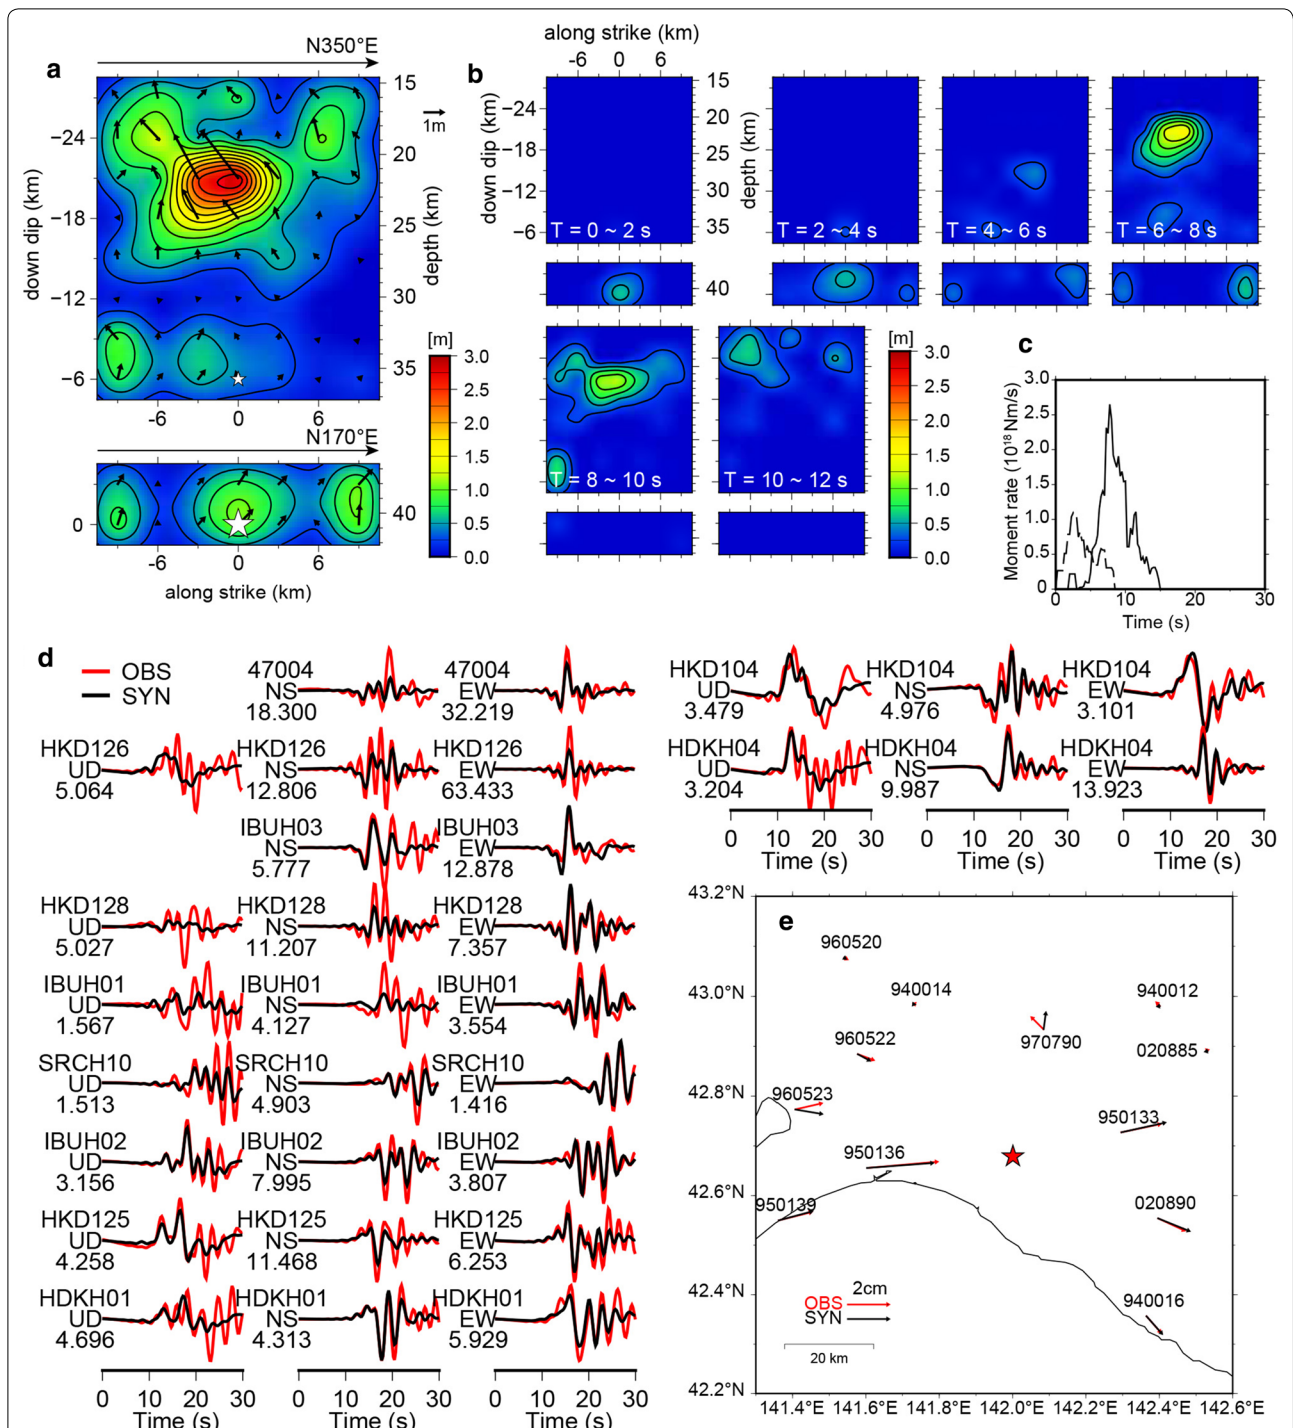 a
N350°E
down dip (km)
−24
−18
−12
−6
15
20
25
30
35
depth (km)
1m
-6
0
6
N170°E
0
40
-6
0
6
along strike (km)
[m]
3.0
2.5
2.0
1.5
1.0
0.5
0.0
b
along strike (km)
-6
0
6
down dip (km)
−24
−18
−12
−6
15
20
25
30
35
40
depth (km)
T = 0 ~ 2 s
T = 2 ~ 4 s
T = 4 ~ 6 s
T = 6 ~ 8 s
T = 8 ~ 10 s
T = 10 ~ 12 s
[m]
3.0
2.5
2.0
1.5
1.0
0.5
0.0
c
Moment rate (10¹⁸ Nm/s)
3.0
2.5
2.0
1.5
1.0
0.5
0
0
10
20
30
Time (s)
d
OBS
SYN
47004
NS
18.300
47004
EW
32.219
HKD126
UD
5.064
HKD126
NS
12.806
HKD126
EW
63.433
IBUH03
NS
5.777
IBUH03
EW
12.878
HKD128
UD
5.027
HKD128
NS
11.207
HKD128
EW
7.357
IBUH01
UD
1.567
IBUH01
NS
4.127
IBUH01
EW
3.554
SRCH10
UD
1.513
SRCH10
NS
4.903
SRCH10
EW
1.416
IBUH02
UD
3.156
IBUH02
NS
7.995
IBUH02
EW
3.807
HKD125
UD
4.258
HKD125
NS
11.468
HKD125
EW
6.253
HDKH01
UD
4.696
HDKH01
NS
4.313
HDKH01
EW
5.929
0 10 20 30
Time (s)
0 10 20 30
Time (s)
0 10 20 30
Time (s)
HKD104
UD
3.479
HKD104
NS
4.976
HKD104
EW
3.101
HDKH04
UD
3.204
HDKH04
NS
9.987
HDKH04
EW
13.923
0 10 20 30
Time (s)
0 10 20 30
Time (s)
0 10 20 30
Time (s)
e
43.2°N
43.0°N
42.8°N
42.6°N
42.4°N
42.2°N
960520
940014
940012
960522
970790
020885
960523
950133
950136
950139
020890
940016
2cm
OBS
SYN
20 km
141.4°E
141.6°E
141.8°E
142.0°E
142.2°E
142.4°E
142.6°E